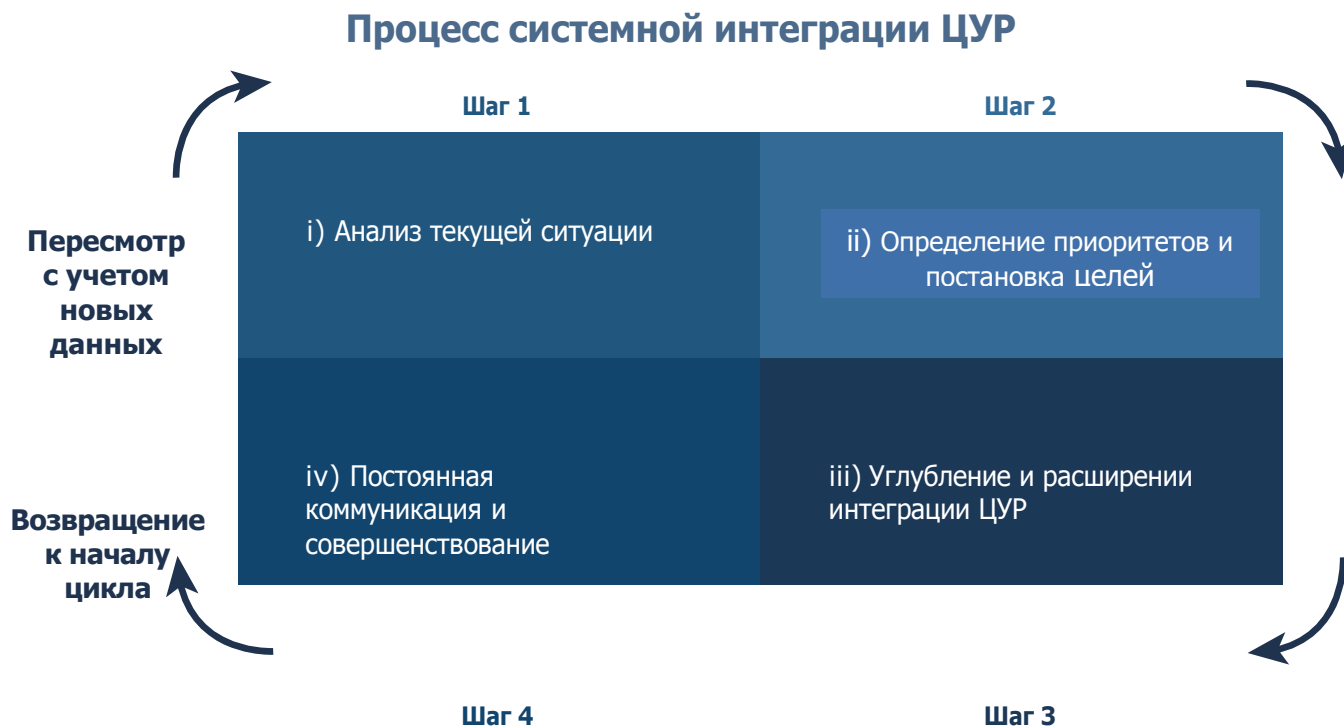 Процесс системной интеграции ЦУР
Шаг 1
Шаг 2
i) Анализ текущей ситуации
ii) Определение приоритетов и
постановка целей
Пересмотр
с учетом
новых
данных
iv) Постоянная
коммуникация и
совершенствование
iii) Углубление и расширении
интеграции ЦУР
Возвращение
к началу
цикла
Шаг 4
Шаг 3